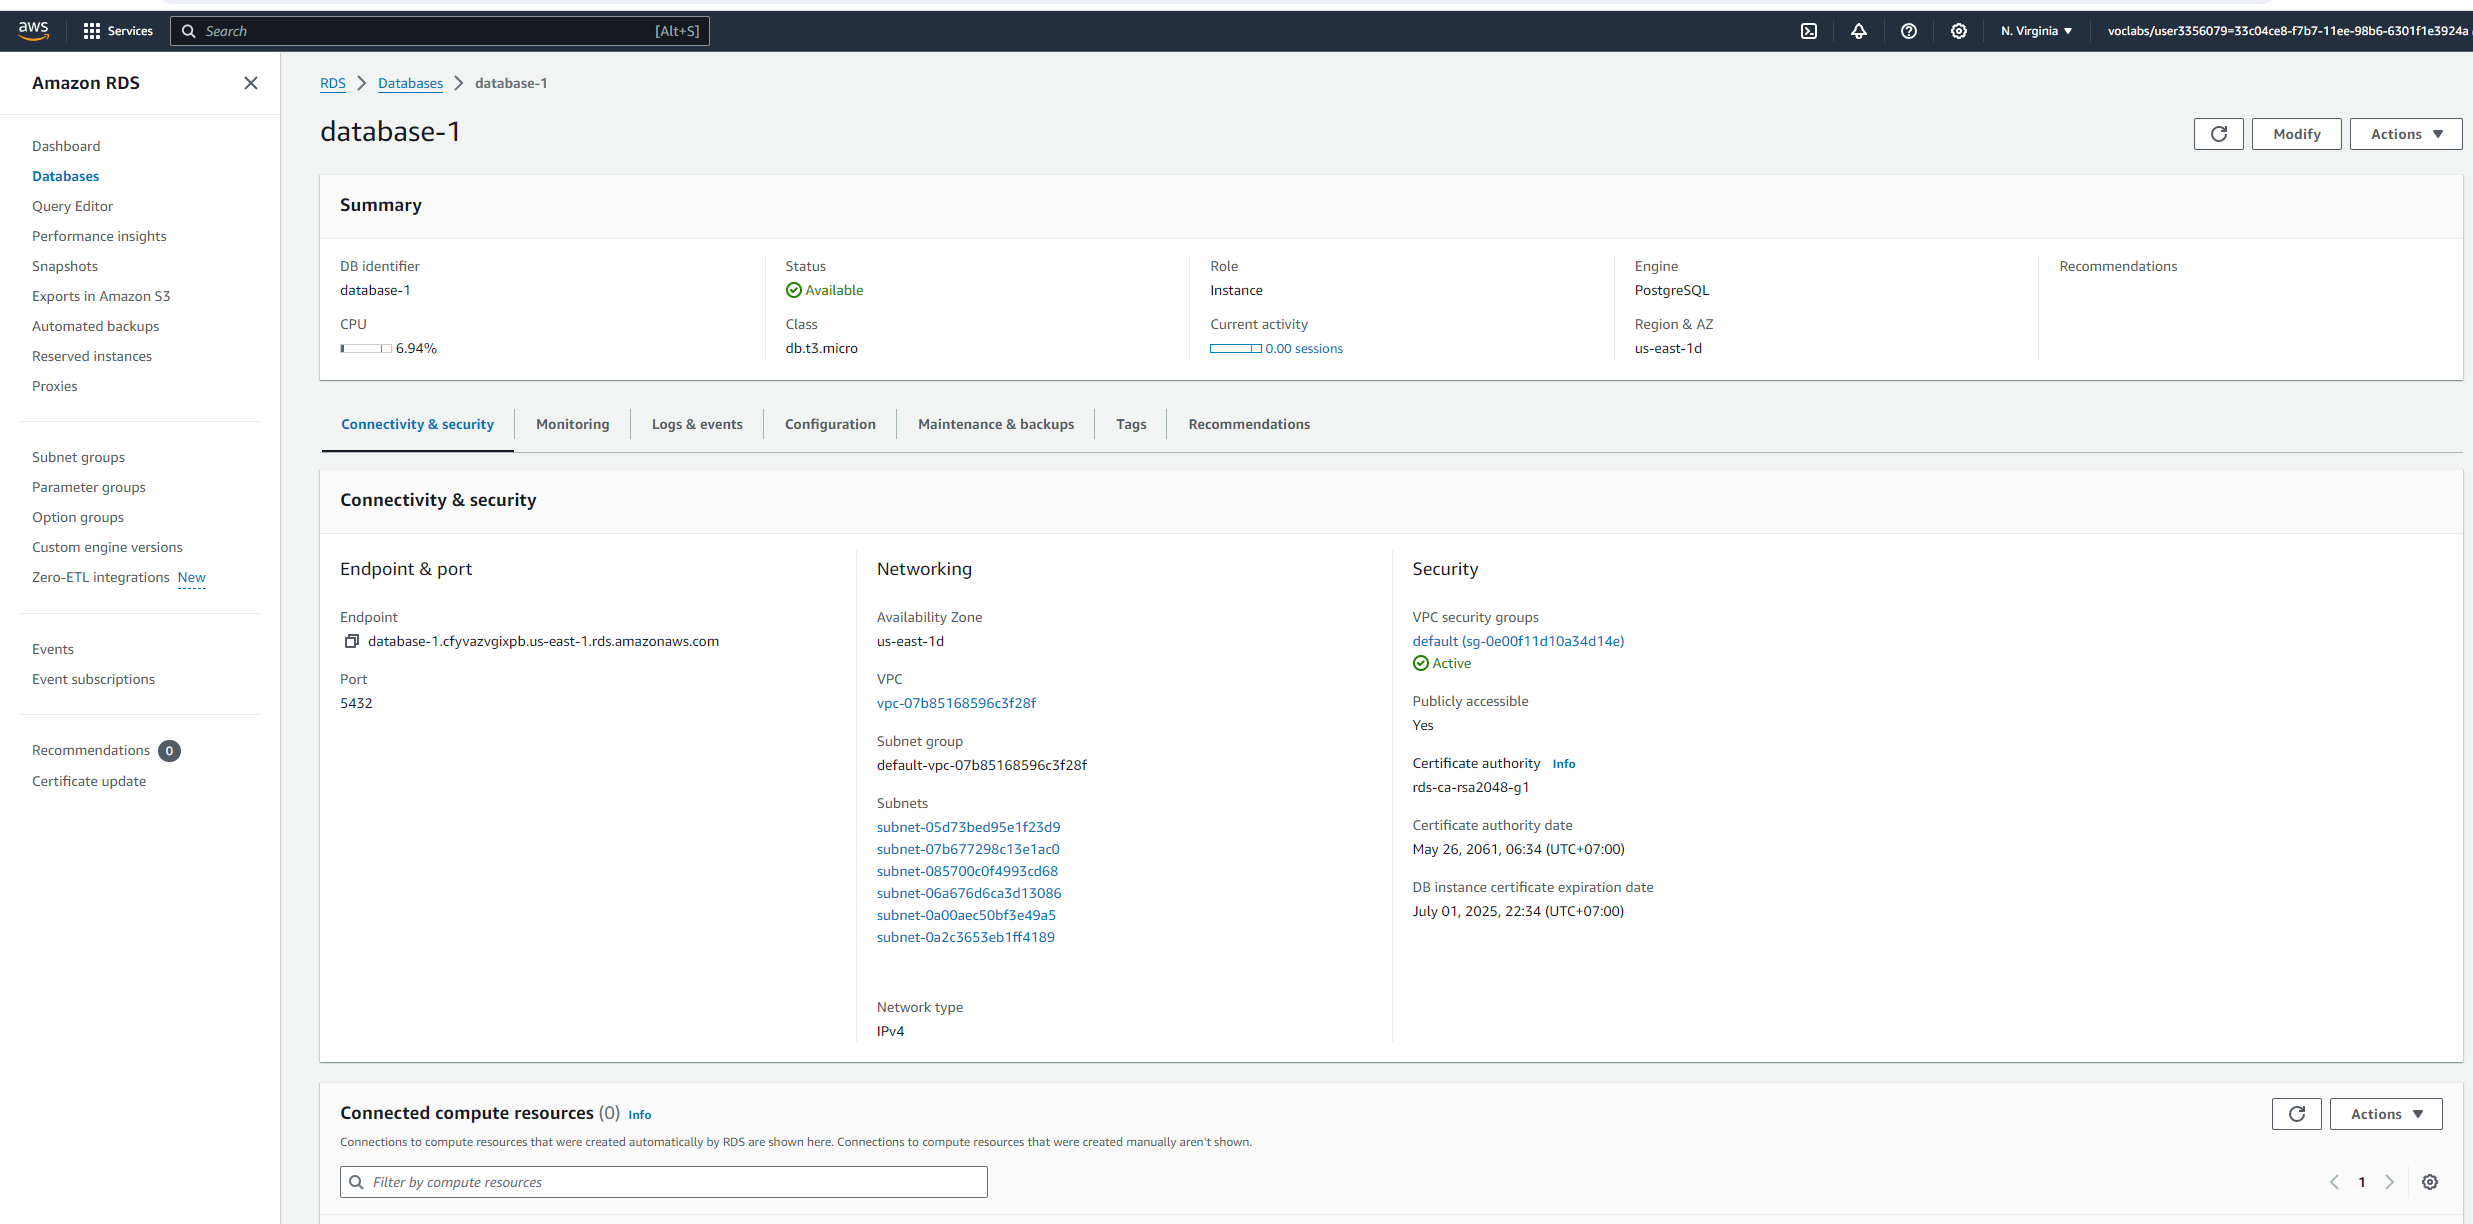 aws
Services
Search
[Alt+S]
N. Virginia
voclabs/user3356079=33c04ce8-f7b7-11ee-98b6-6301f1e3924a
Amazon RDS
Dashboard
Databases
Query Editor
Performance insights
Snapshots
Exports in Amazon S3
Automated backups
Reserved instances
Proxies
Subnet groups
Parameter groups
Option groups
Custom engine versions
Zero-ETL integrations New
Events
Event subscriptions
Recommendations 0
Certificate update
RDS > Databases > database-1
database-1
Modify
Actions
Summary
DB identifier
database-1
CPU
6.94%
Status
Available
Class
db.t3.micro
Role
Instance
Current activity
0.00 sessions
Engine
PostgreSQL
Region & AZ
us-east-1d
Recommendations
Connectivity & security
Monitoring
Logs & events
Configuration
Maintenance & backups
Tags
Recommendations
Connectivity & security
Endpoint & port
Endpoint
database-1.cfyvazvgixpb.us-east-1.rds.amazonaws.com
Port
5432
Networking
Availability Zone
us-east-1d
VPC
vpc-07b85168596c3f28f
Subnet group
default-vpc-07b85168596c3f28f
Subnets
subnet-05d73bed95e1f23d9
subnet-07b677298c13e1ac0
subnet-085700c0f4993cd68
subnet-06a676d6ca3d13086
subnet-0a00aec50bf3e49a5
subnet-0a2c3653eb1ff4189
Network type
IPv4
Security
VPC security groups
default (sg-0e00f11d10a34d14e)
Active
Publicly accessible
Yes
Certificate authority Info
rds-ca-rsa2048-g1
Certificate authority date
May 26, 2061, 06:34 (UTC+07:00)
DB instance certificate expiration date
July 01, 2025, 22:34 (UTC+07:00)
Connected compute resources (0) Info
Actions
Connections to compute resources that were created automatically by RDS are shown here. Connections to compute resources that were created manually aren't shown.
Filter by compute resources
1